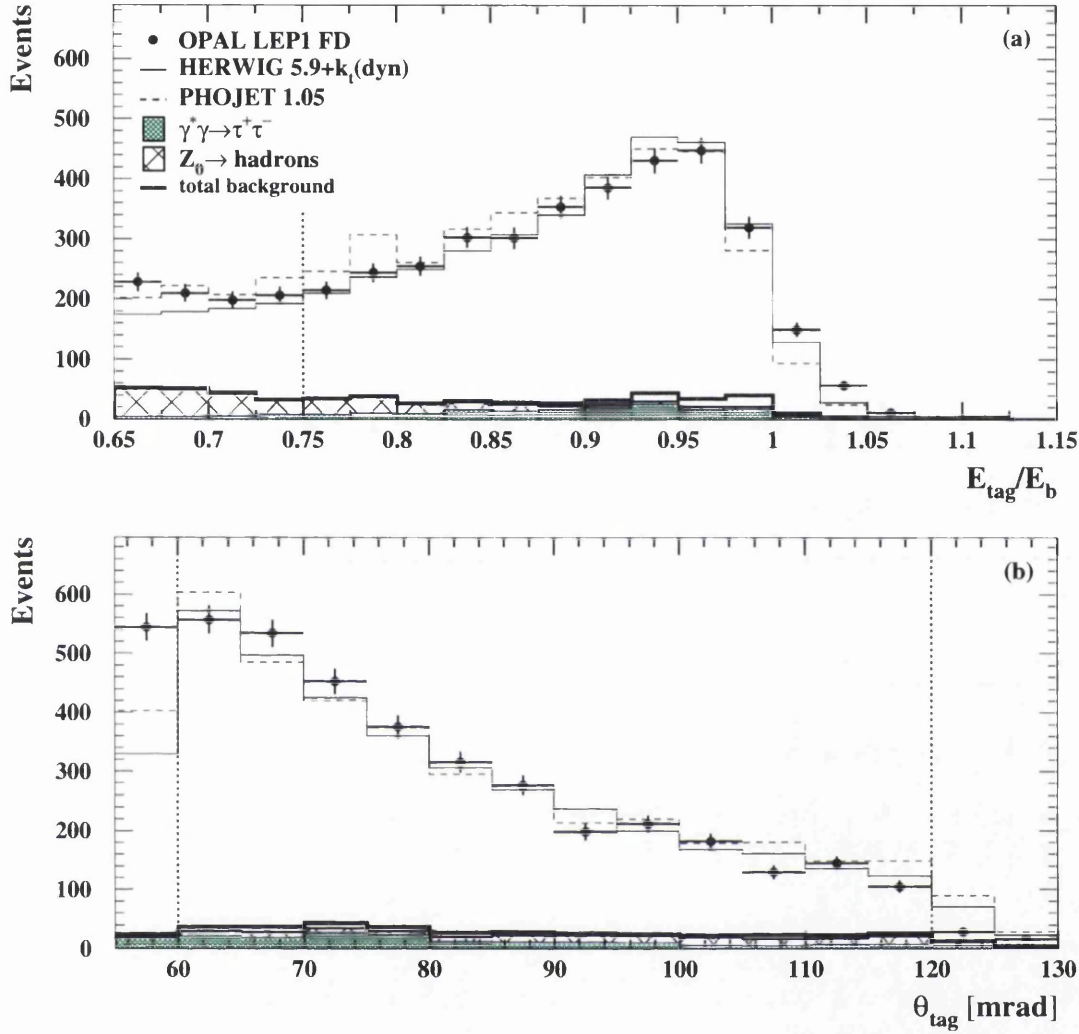 Events
600
500
400
300
200
100
0
(a)
OPAL LEP1 FD
HERWIG 5.9+kₜ(dyn)
PHOJET 1.05
γ*γ→τ⁺τ⁻
Z₀→ hadrons
total background
0.65 0.7 0.75 0.8 0.85 0.9 0.95 1 1.05 1.1 1.15
E_tag/E_b
Events
600
500
400
300
200
100
0
(b)
60 70 80 90 100 110 120 130
θ_tag [mrad]